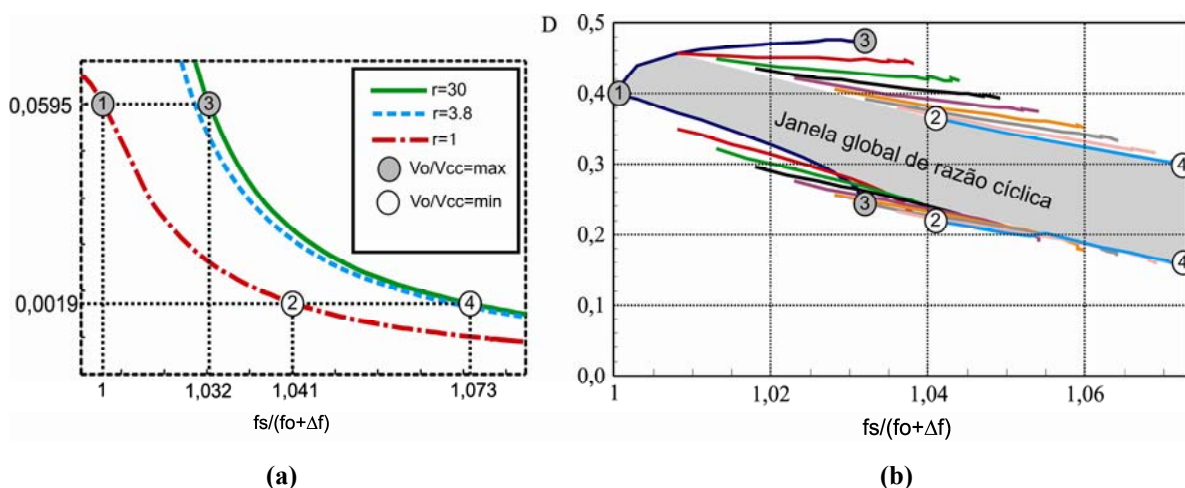 0,0595
0,0019
1
3
2
4
r=30
r=3.8
r=1
Vo/Vcc=max
Vo/Vcc=min
1
1,032
1,041
1,073
fs/(fo+Δf)
(a)
D
0,5
0,4
0,3
0,2
0,1
0,0
1
3
2
4
Janela global de razão cíclica
3
2
4
1
1,02
1,04
1,06
fs/(fo+Δf)
(b)